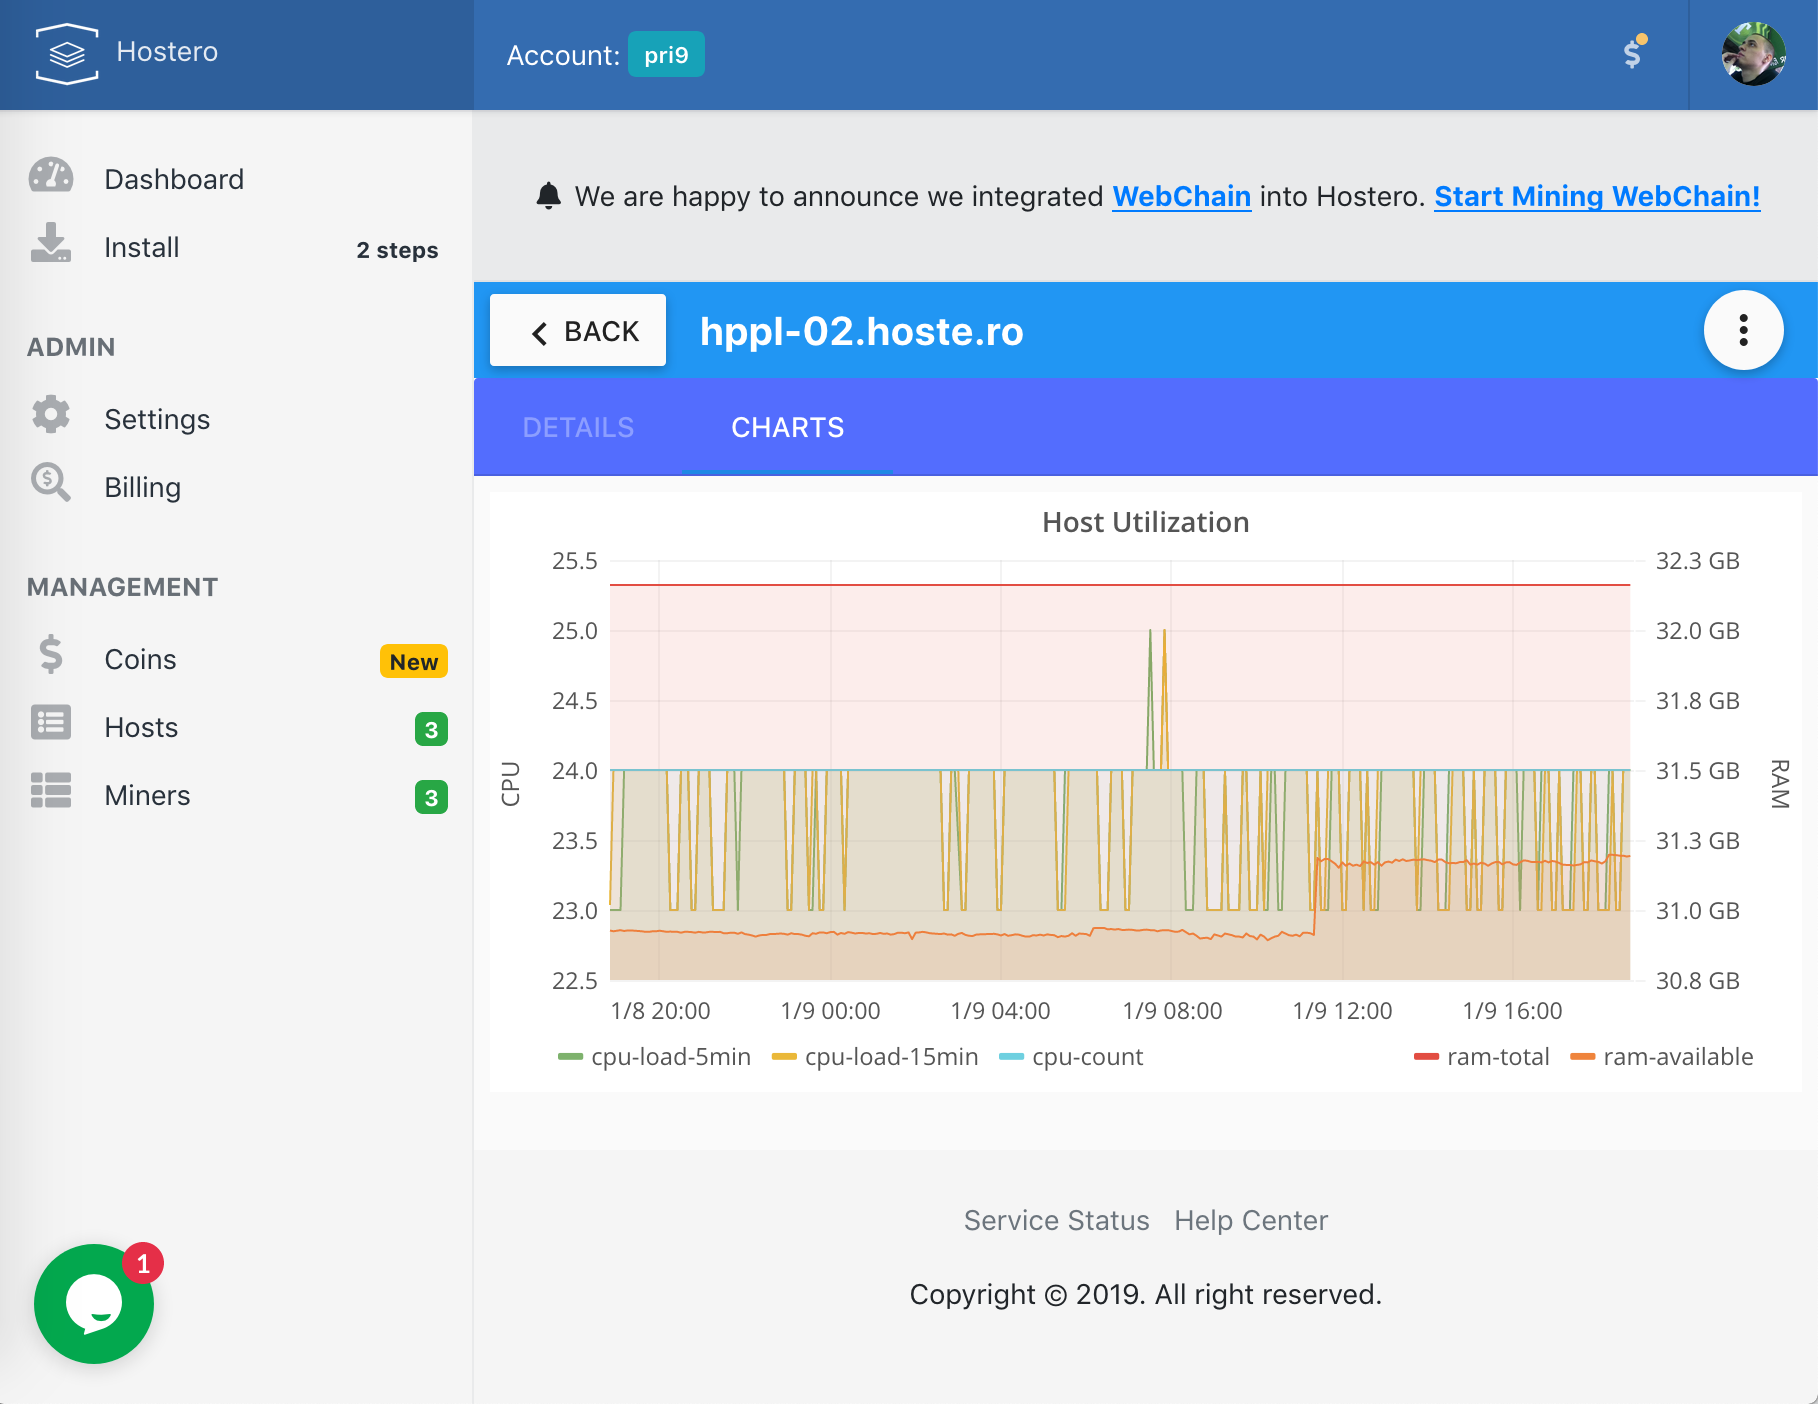 Hostero
Account: pri9
Dashboard
Install 2 steps
ADMIN
Settings
Billing
MANAGEMENT
Coins New
Hosts 3
Miners 3
1
We are happy to announce we integrated WebChain into Hostero. Start Mining WebChain!
BACK hppl-02.hoste.ro
DETAILS CHARTS
Host Utilization
25.5 32.3 GB
25.0 32.0 GB
24.5 31.8 GB
24.0 31.5 GB
CPU RAM
23.5 31.3 GB
23.0 31.0 GB
22.5 30.8 GB
1/8 20:00 1/9 00:00 1/9 04:00 1/9 08:00 1/9 12:00 1/9 16:00
cpu-load-5min cpu-load-15min cpu-count ram-total ram-available
Service Status Help Center
Copyright © 2019. All right reserved.